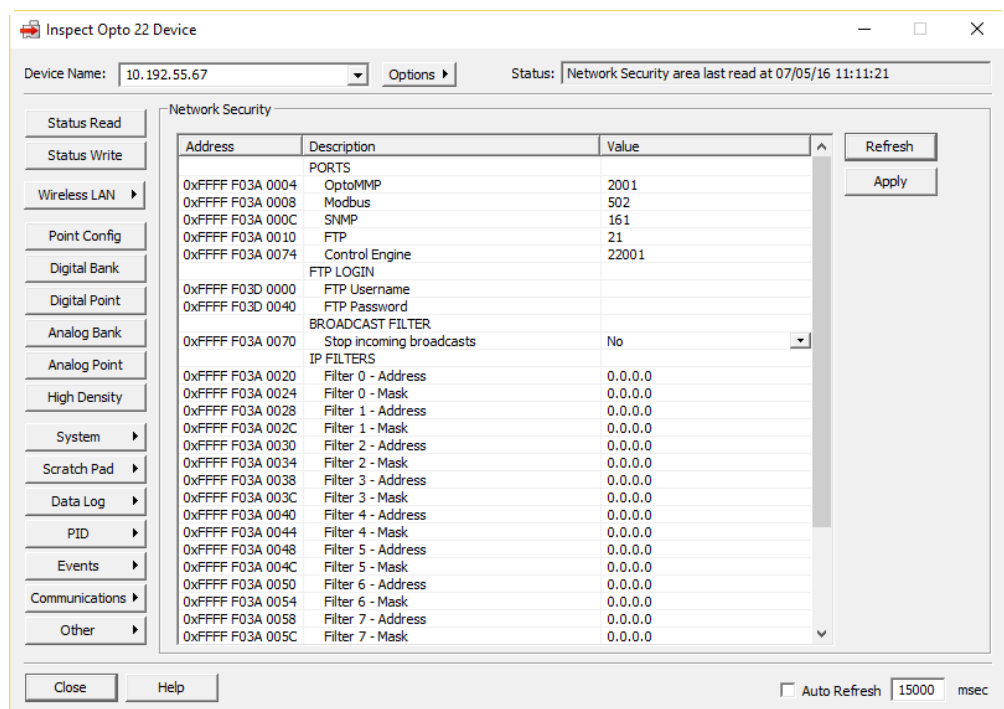 Inspect Opto 22 Device
Device Name: 10.192.55.67 Options Status: Network Security area last read at 07/05/16 11:11:21
Network Security
Status Read
Status Write
Wireless LAN
Point Config
Digital Bank
Digital Point
Analog Bank
Analog Point
High Density
System
Scratch Pad
Data Log
PID
Events
Communications
Other
Address Description Value
PORTS
0xFFFF F03A 0004 OptoMMP 2001
0xFFFF F03A 0008 Modbus 502
0xFFFF F03A 000C SNMP 161
0xFFFF F03A 0010 FTP 21
0xFFFF F03A 0074 Control Engine 22001
FTP LOGIN
0xFFFF F03D 0000 FTP Username
0xFFFF F03D 0040 FTP Password
BROADCAST FILTER
0xFFFF F03A 0070 Stop incoming broadcasts No
IP FILTERS
0xFFFF F03A 0020 Filter 0 - Address 0.0.0.0
0xFFFF F03A 0024 Filter 0 - Mask 0.0.0.0
0xFFFF F03A 0028 Filter 1 - Address 0.0.0.0
0xFFFF F03A 002C Filter 1 - Mask 0.0.0.0
0xFFFF F03A 0030 Filter 2 - Address 0.0.0.0
0xFFFF F03A 0034 Filter 2 - Mask 0.0.0.0
0xFFFF F03A 0038 Filter 3 - Address 0.0.0.0
0xFFFF F03A 003C Filter 3 - Mask 0.0.0.0
0xFFFF F03A 0040 Filter 4 - Address 0.0.0.0
0xFFFF F03A 0044 Filter 4 - Mask 0.0.0.0
0xFFFF F03A 0048 Filter 5 - Address 0.0.0.0
0xFFFF F03A 004C Filter 5 - Mask 0.0.0.0
0xFFFF F03A 0050 Filter 6 - Address 0.0.0.0
0xFFFF F03A 0054 Filter 6 - Mask 0.0.0.0
0xFFFF F03A 0058 Filter 7 - Address 0.0.0.0
0xFFFF F03A 005C Filter 7 - Mask 0.0.0.0
Refresh
Apply
Close Help Auto Refresh 15000 msec